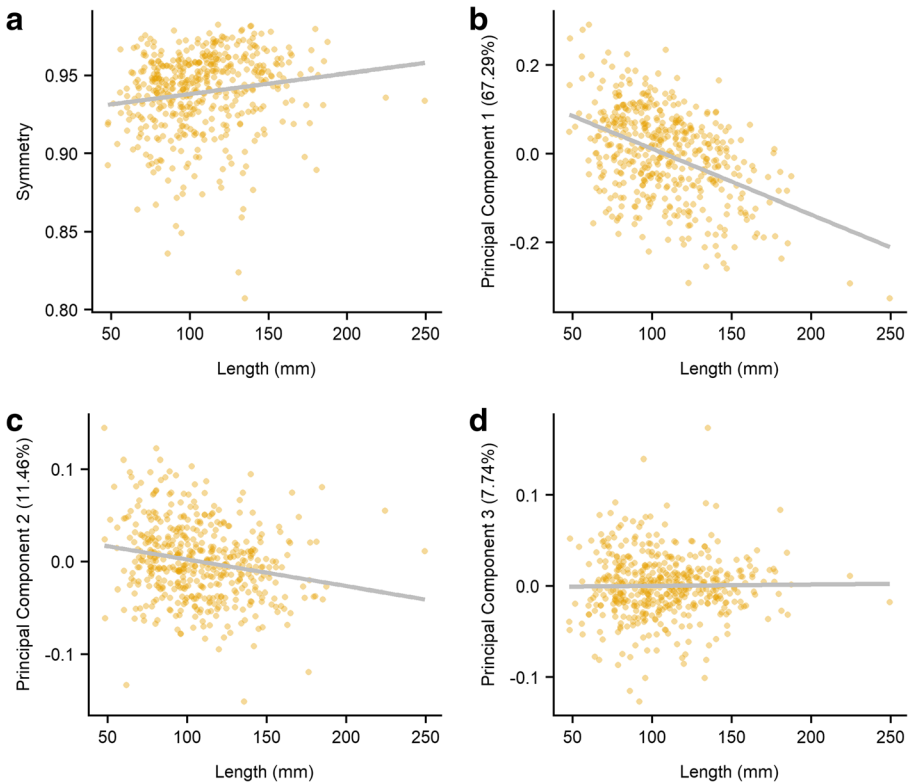 a
b
Symmetry
0.95
0.90
0.85
0.80
50 100 150 200 250
Length (mm)
Principal Component 1 (67.29%)
0.2
0.0
-0.2
50 100 150 200 250
Length (mm)
c
d
Principal Component 2 (11.46%)
0.1
0.0
-0.1
50 100 150 200 250
Length (mm)
Principal Component 3 (7.74%)
0.1
0.0
-0.1
50 100 150 200 250
Length (mm)